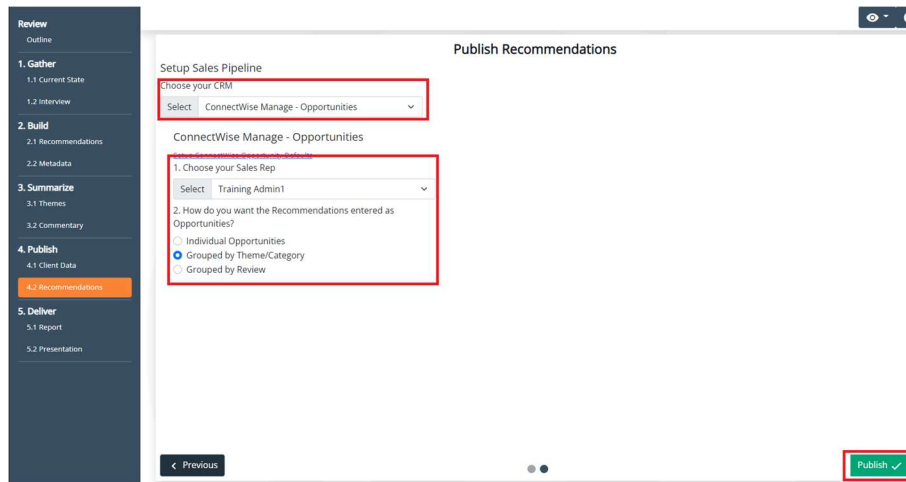 Review
Outline
1. Gather
1.1 Current State
1.2 Interview
2. Build
2.1 Recommendations
2.2 Metadata
3. Summarize
3.1 Themes
3.2 Commentary
4. Publish
4.1 Client Data
4.2 Recommendations
5. Deliver
5.1 Report
5.2 Presentation
Publish Recommendations
Setup Sales Pipeline
Choose your CRM
Select ConnectWise Manage - Opportunities
ConnectWise Manage - Opportunities
Setup ConnectWise Opportunity Defaults
1. Choose your Sales Rep
Select Training Admin1
2. How do you want the Recommendations entered as
Opportunities?
Individual Opportunities
Grouped by Theme/Category
Grouped by Review
Previous
Publish